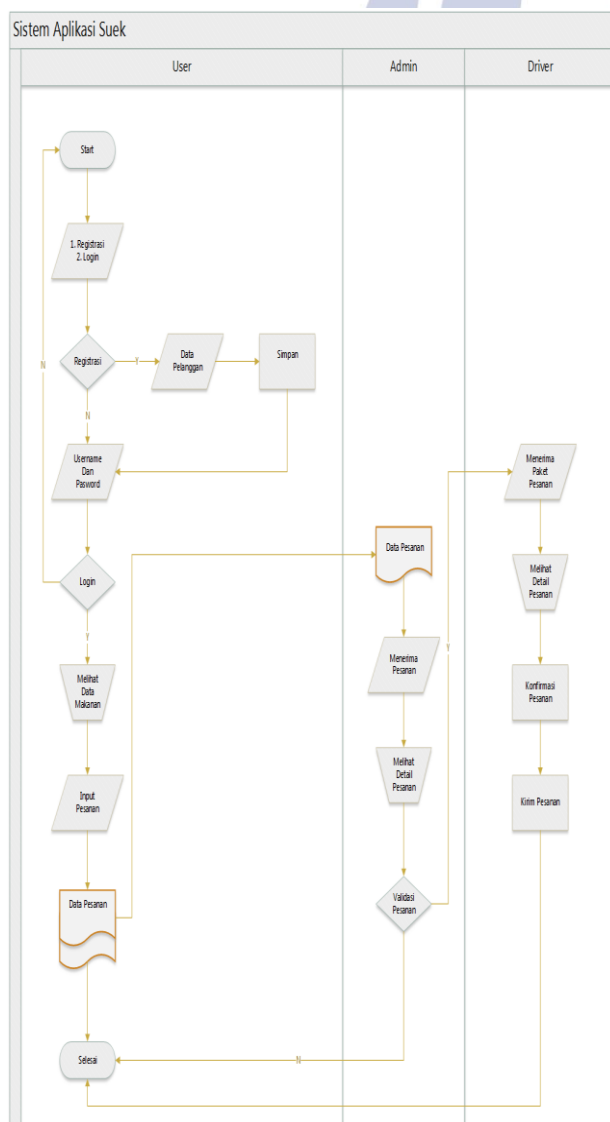 Sistem Aplikasi Suek
User
Admin
Driver
Start
1. Registrasi
2. Login
Registrasi
Y
Data
Pelanggan
Simpan
N
N
Username
Dan
Pasword
Login
Y
Melihat
Data
Makanan
Input
Pesanan
Data Pesanan
Selesai
Data Pesanan
Menerima
Pesanan
Melihat
Detail
Pesanan
Validasi
Pesanan
Y
N
Menerima
Paket
Pesanan
Melihat
Detail
Pesanan
Konfirmasi
Pesanan
Kirim Pesanan